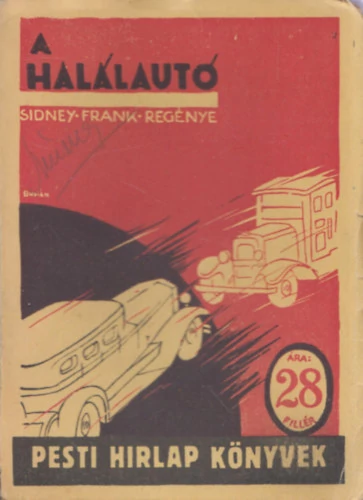 A
HALÁLAUTÓ
SIDNEY · FRANK · REGÉNYE
ÁRA:
28
FILLÉR
PESTI HIRLAP KÖNYVEK